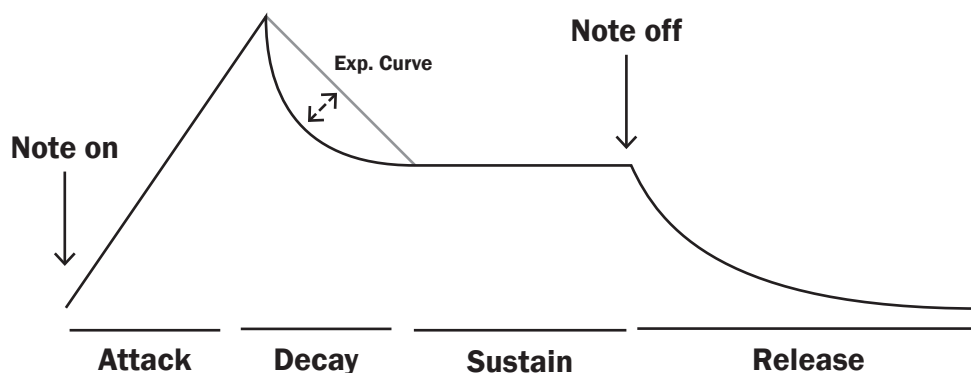 Note off
Exp. Curve
Note on
Attack
Decay
Sustain
Release